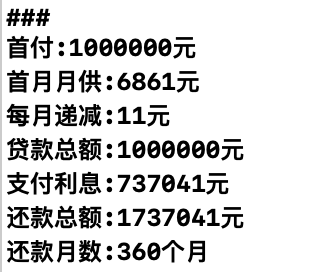 ###
首付:1000000元
首月月供:6861元
每月递减:11元
贷款总额:1000000元
支付利息:737041元
还款总额:1737041元
还款月数:360个月